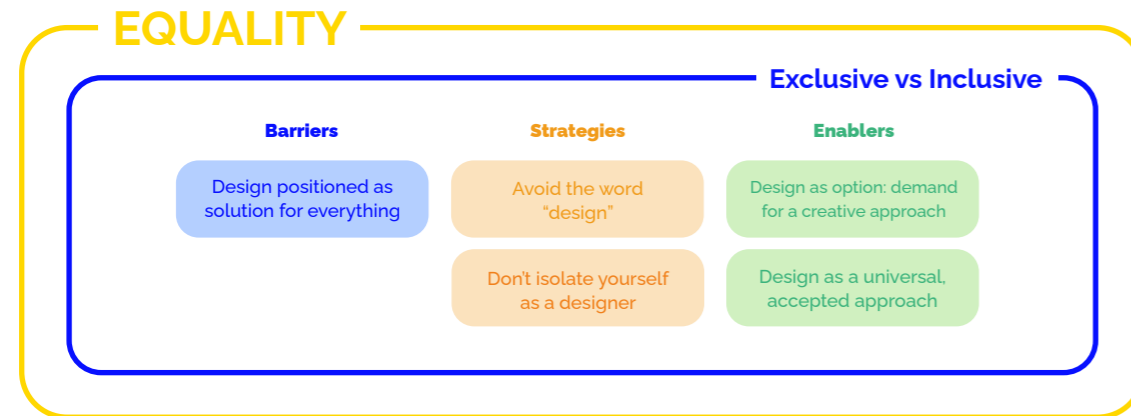 EQUALITY
Exclusive vs Inclusive
Barriers
Strategies
Enablers
Design positioned as
solution for everything
Avoid the word
“design”
Design as option: demand
for a creative approach
Don't isolate yourself
as a designer
Design as a universal,
accepted approach